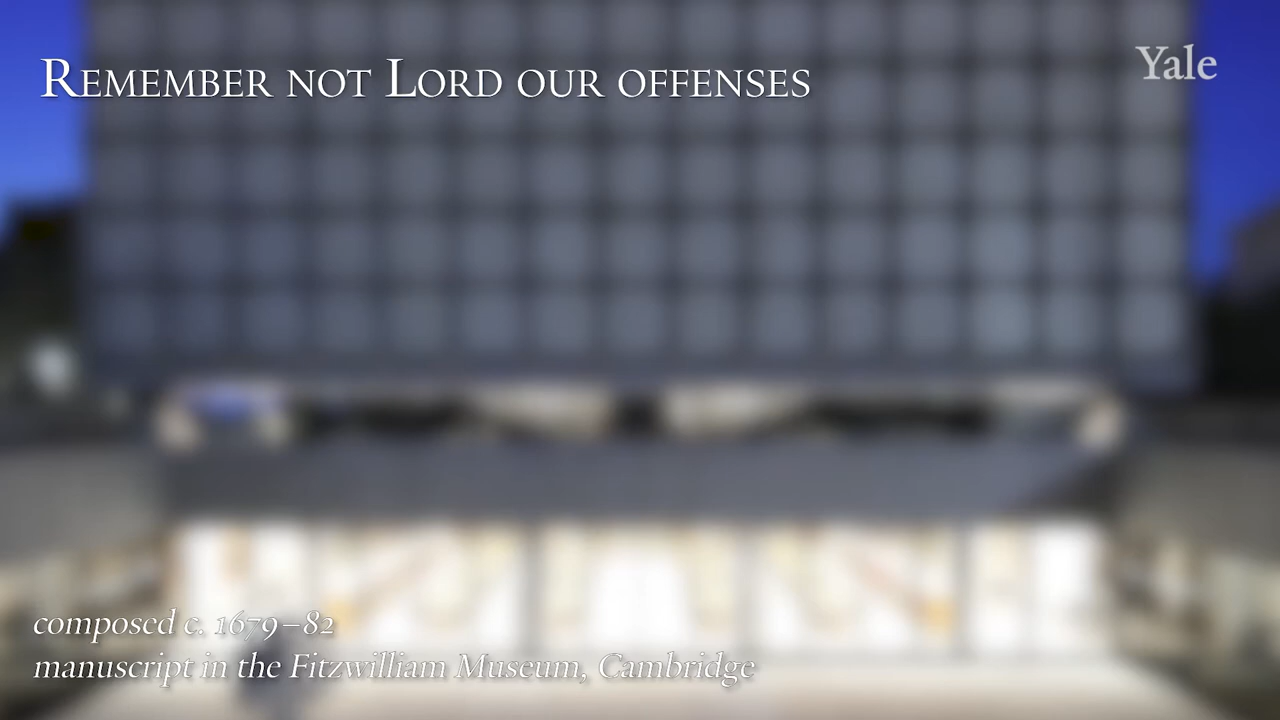 Remember not Lord our offenses
Yale
composed c. 1679–82
manuscript in the Fitzwilliam Museum, Cambridge